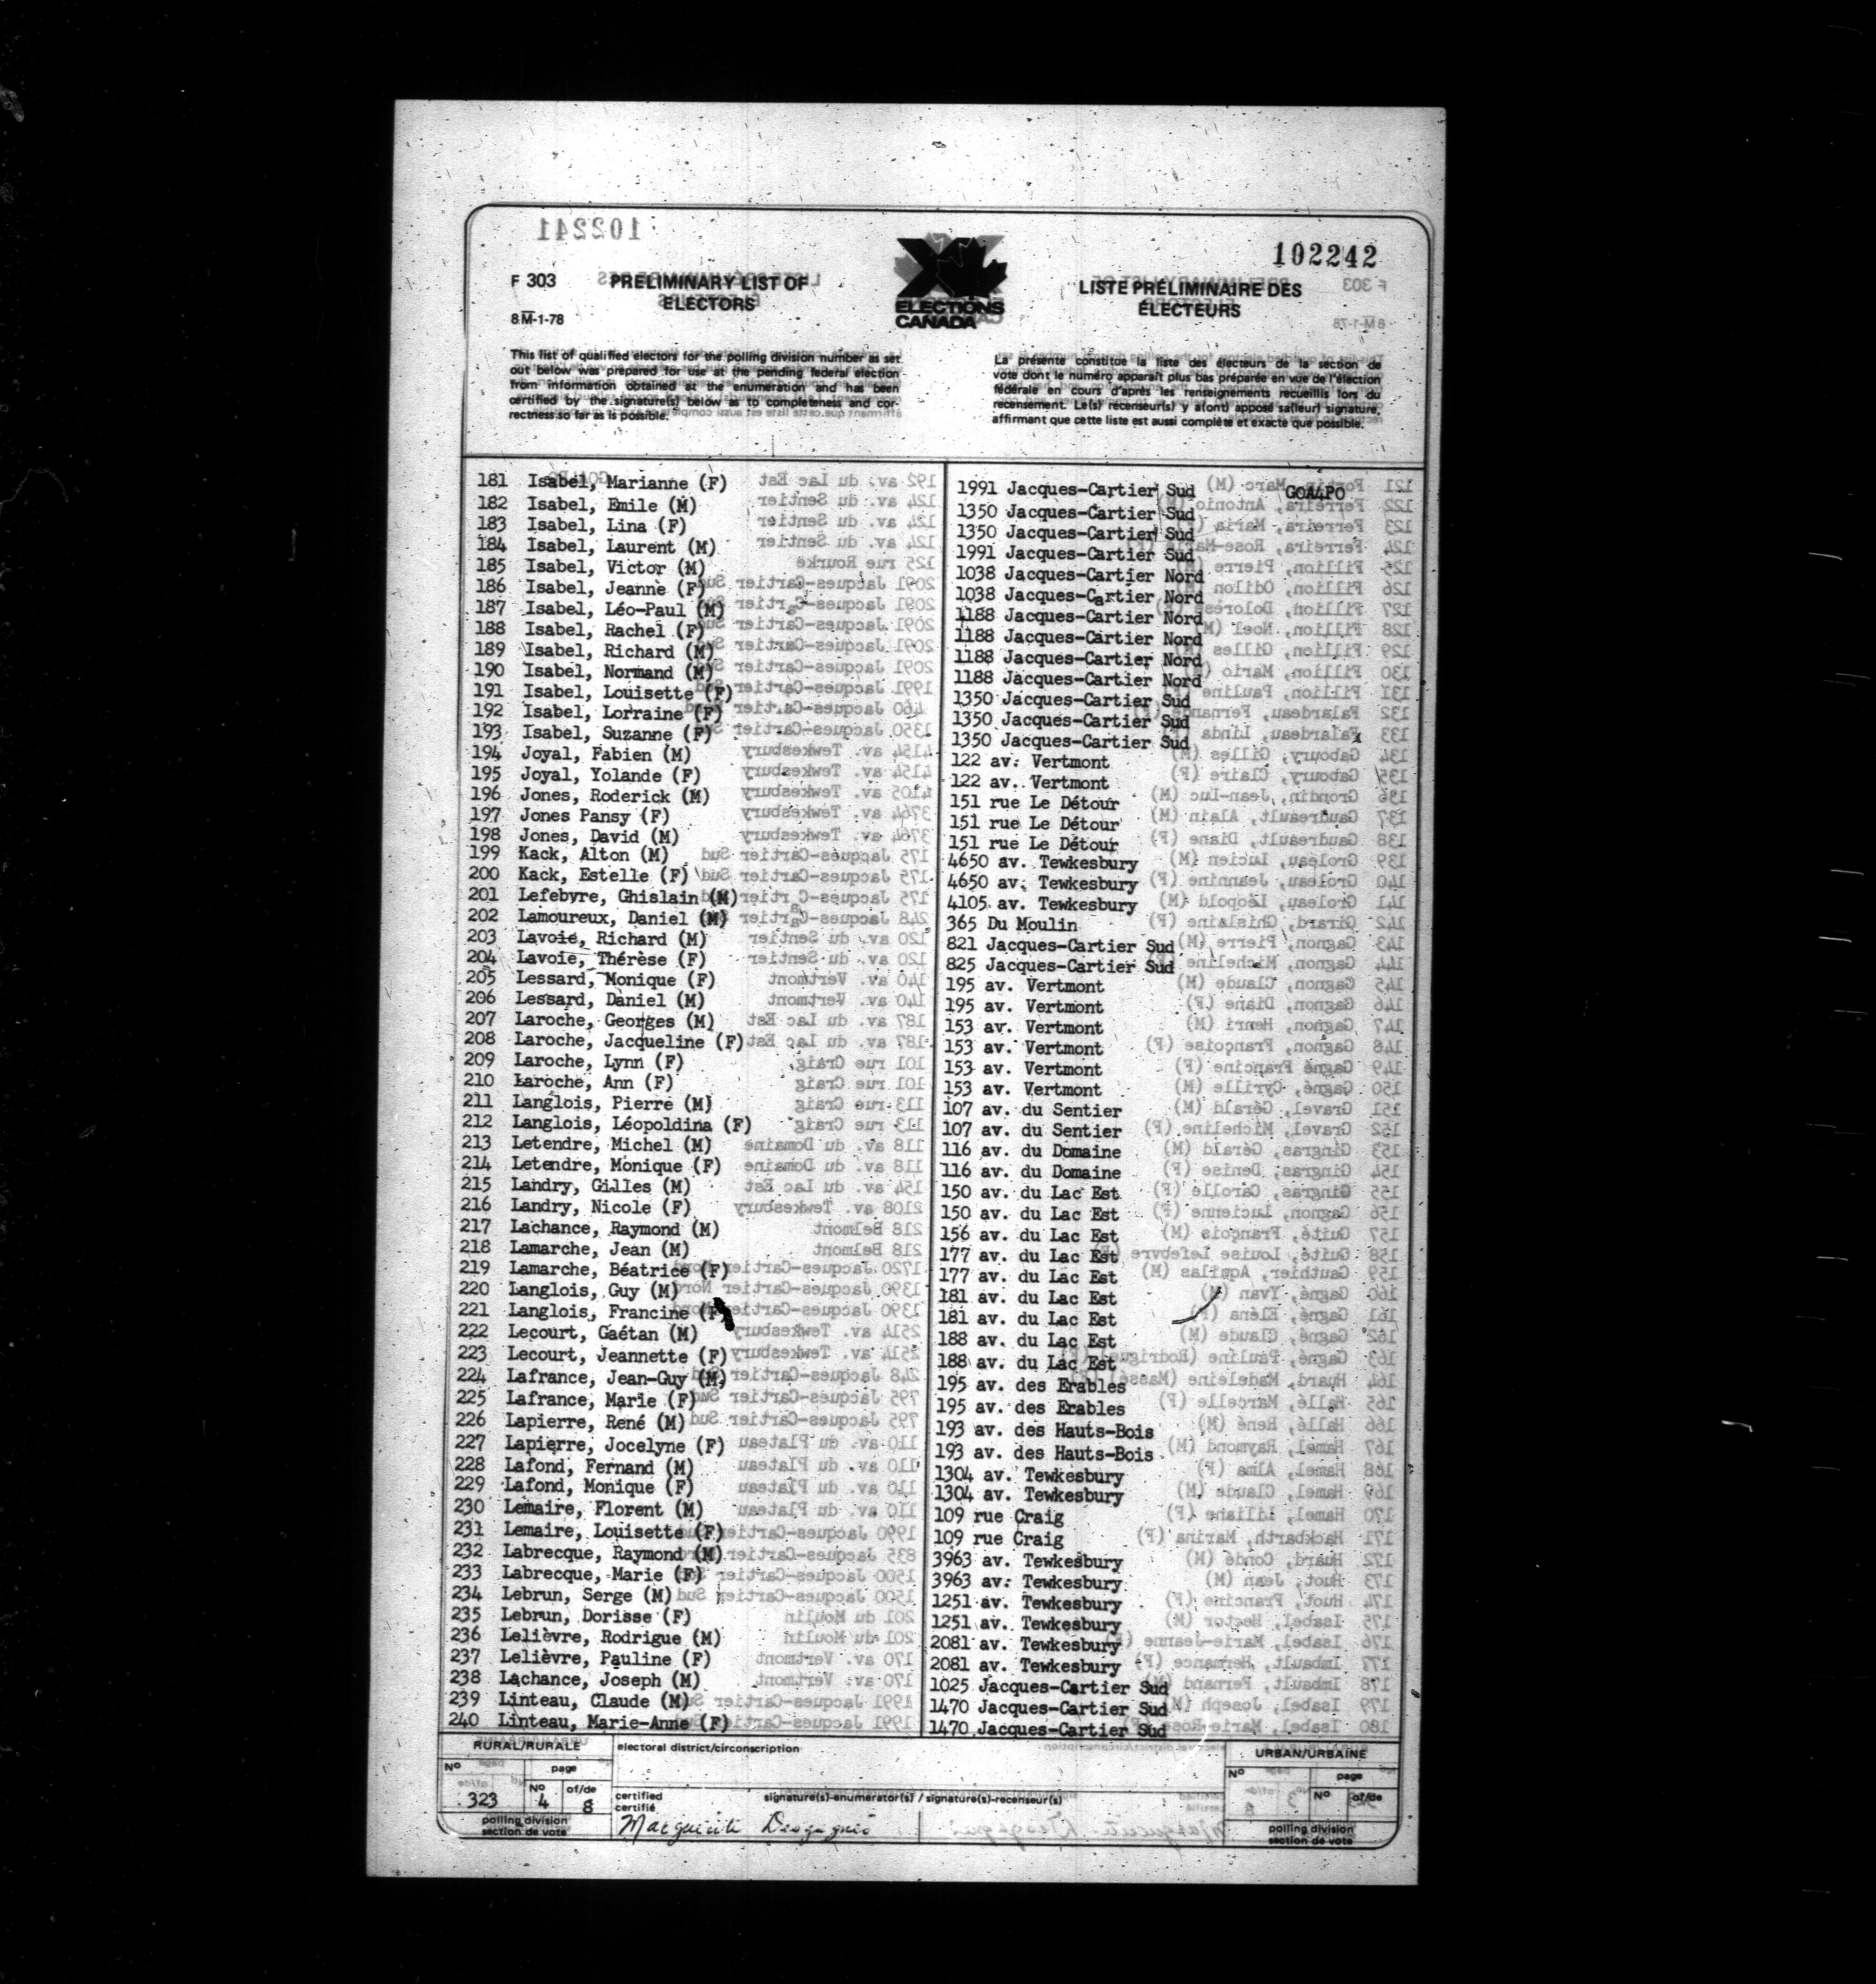 102242
F 303 PRELIMINARY LIST OF ELECTORS
8M-1-78
ELECTIONS CANADA
LISTE PRÉLIMINAIRE DES ÉLECTEURS
This list of qualified electors for the polling division number as set
out below was prepared for use at the pending federal election
from information obtained at the enumeration and has been
certified by the signature(s) below as to completeness and cor-
rectness so far as is possible.
La présente constitue la liste des électeurs de la section de
vote dont le numéro apparaît plus bas préparée en vue de l'élection
fédérale en cours d'après les renseignements recueillis lors du
recensement. Le(s) recenseur(s) y a(ont) apposé sa(leur) signature,
affirmant que cette liste est aussi complète et exacte que possible.
181 Isabel, Marianne (F) 1991 Jacques-Cartier Sud GOA4PO
182 Isabel, Emile (M) 1350 Jacques-Cartier Sud
183 Isabel, Lina (F) 1350 Jacques-Cartier Sud
184 Isabel, Laurent (M) 1991 Jacques-Cartier Sud
185 Isabel, Victor (M) 1038 Jacques-Cartier Nord
186 Isabel, Jeanne (F) 1038 Jacques-Cartier Nord
187 Isabel, Léo-Paul (M) 1188 Jacques-Cartier Nord
188 Isabel, Rachel (F) 1188 Jacques-Cartier Nord
189 Isabel, Richard (M) 1188 Jacques-Cartier Nord
190 Isabel, Normand (M) 1188 Jacques-Cartier Nord
191 Isabel, Louisette (F) 1350 Jacques-Cartier Sud
192 Isabel, Lorraine (F) 1350 Jacques-Cartier Sud
193 Isabel, Suzanne (F) 1350 Jacques-Cartier Sud
194 Joyal, Fabien (M) 122 av. Vertmont
195 Joyal, Yolande (F) 122 av. Vertmont
196 Jones, Roderick (M) 151 rue Le Détour
197 Jones Pansy (F) 151 rue Le Détour
198 Jones, David (M) 151 rue Le Détour
199 Kack, Alton (M) 4650 av. Tewkesbury
200 Kack, Estelle (F) 4650 av. Tewkesbury
201 Lefebvre, Ghislain (M) 4105 av. Tewkesbury
202 Lamoureux, Daniel (M) 365 Du Moulin
203 Lavoie, Richard (M) 821 Jacques-Cartier Sud
204 Lavoie, Thérèse (F) 825 Jacques-Cartier Sud
205 Lessard, Monique (F) 195 av. Vertmont
206 Lessard, Daniel (M) 195 av. Vertmont
207 Laroche, Georges (M) 153 av. Vertmont
208 Laroche, Jacqueline (F) 153 av. Vertmont
209 Laroche, Lynn (F) 153 av. Vertmont
210 Laroche, Ann (F) 153 av. Vertmont
211 Langlois, Pierre (M) 107 av. du Sentier
212 Langlois, Léopoldina (F) 107 av. du Sentier
213 Letendre, Michel (M) 116 av. du Domaine
214 Letendre, Monique (F) 116 av. du Domaine
215 Landry, Gilles (M) 150 av. du Lac Est
216 Landry, Nicole (F) 150 av. du Lac Est
217 Lachance, Raymond (M) 156 av. du Lac Est
218 Lamarche, Jean (M) 177 av. du Lac Est
219 Lamarche, Béatrice (F) 177 av. du Lac Est
220 Langlois, Guy (M) 181 av. du Lac Est
221 Langlois, Francine (F) 181 av. du Lac Est
222 Lecourt, Gaétan (M) 188 av. du Lac Est
223 Lecourt, Jeannette (F) 188 av. du Lac Est
224 Lafrance, Jean-Guy (M) 195 av. des Erables
225 Lafrance, Marie (F) 195 av. des Erables
226 Lapierre, René (M) 193 av. des Hauts-Bois
227 Lapierre, Jocelyne (F) 193 av. des Hauts-Bois
228 Lafond, Fernand (M) 1304 av. Tewkesbury
229 Lafond, Monique (F) 1304 av. Tewkesbury
230 Lemaire, Florent (M) 109 rue Craig
231 Lemaire, Louisette (F) 109 rue Craig
232 Labrecque, Raymond (M) 3963 av. Tewkesbury
233 Labrecque, Marie (F) 3963 av. Tewkesbury
234 Lebrun, Serge (M) 1251 av. Tewkesbury
235 Lebrun, Dorisse (F) 1251 av. Tewkesbury
236 Lelièvre, Rodrigue (M) 2081 av. Tewkesbury
237 Lelièvre, Pauline (F) 2081 av. Tewkesbury
238 Lachance, Joseph (M) 1025 Jacques-Cartier Sud
239 Linteau, Claude (M) 1470 Jacques-Cartier Sud
240 Linteau, Marie-Anne (F) 1470 Jacques-Cartier Sud
RURAL/RURALE electoral district/circonscription URBAN/URBAINE
No page No page
No of/de No of/de
323 4 8
certified certifié signature(s)-enumerator(s) / signature(s)-recenseur(s)
polling division section de vote
Marguerite
polling division section de vote